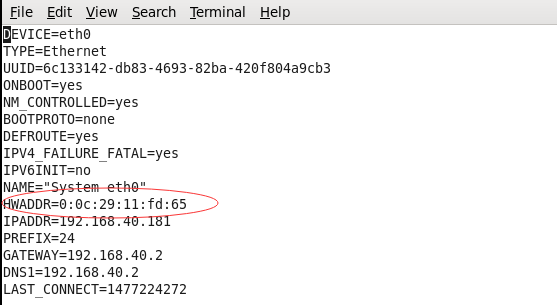 File Edit View Search Terminal Help
DEVICE=eth0
TYPE=Ethernet
UUID=6c133142-db83-4693-82ba-420f804a9cb3
ONBOOT=yes
NM_CONTROLLED=yes
BOOTPROTO=none
DEFROUTE=yes
IPV4_FAILURE_FATAL=yes
IPV6INIT=no
NAME="System eth0"
HWADDR=0:0c:29:11:fd:65
IPADDR=192.168.40.181
PREFIX=24
GATEWAY=192.168.40.2
DNS1=192.168.40.2
LAST_CONNECT=1477224272